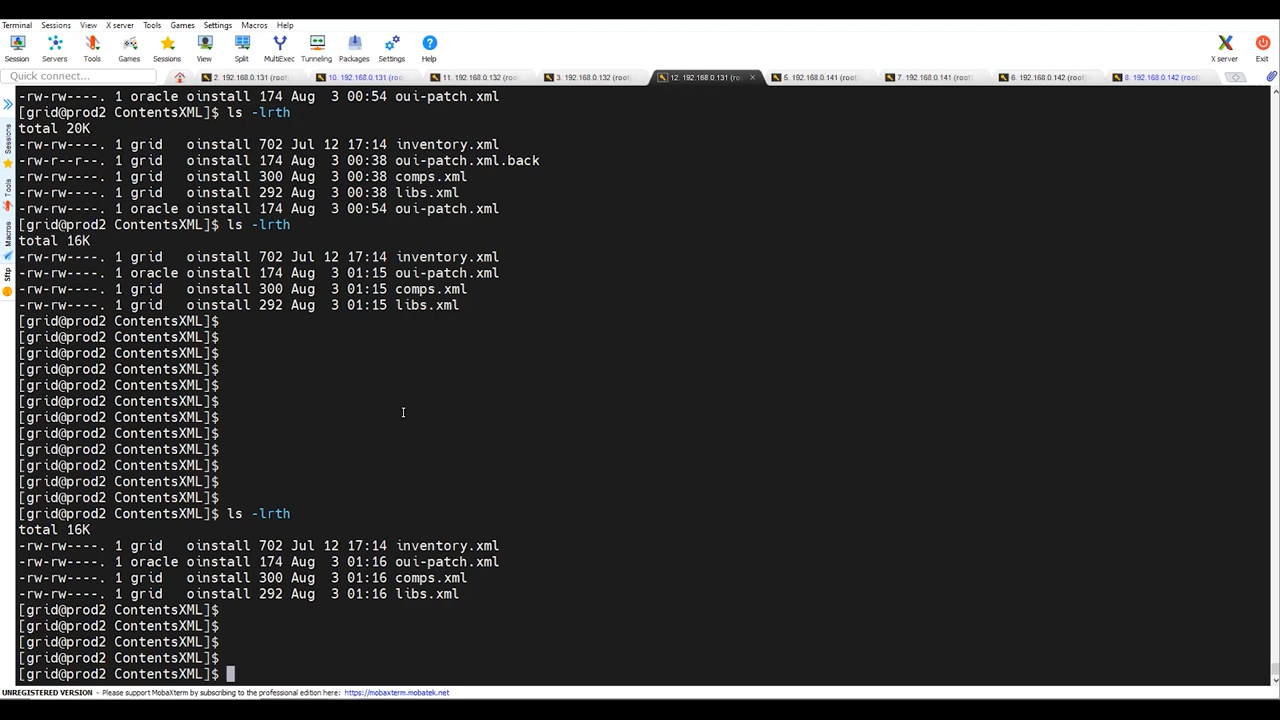 Terminal Sessions View X server Tools Games Settings Macros Help
Session Servers Tools Games Sessions View Split MultiExec Tunneling Packages Settings Help X server Exit
Quick connect... 2. 192.168.0.131 (root) 10. 192.168.0.131 (root) 11. 192.168.0.132 (root) 3. 192.168.0.132 (root) 12. 192.168.0.131 (root) 5. 192.168.0.141 (root) 7. 192.168.0.141 (root) 6. 192.168.0.142 (root) 8. 192.168.0.142 (root)
Sessions
Tools
Macros
Sftp
-rw-rw----. 1 oracle oinstall 174 Aug  3 00:54 oui-patch.xml
[grid@prod2 ContentsXML]$ ls -lrth
total 20K
-rw-rw----. 1 grid   oinstall 702 Jul 12 17:14 inventory.xml
-rw-r--r--. 1 grid   oinstall 174 Aug  3 00:38 oui-patch.xml.back
-rw-rw----. 1 grid   oinstall 300 Aug  3 00:38 comps.xml
-rw-rw----. 1 grid   oinstall 292 Aug  3 00:38 libs.xml
-rw-rw----. 1 oracle oinstall 174 Aug  3 00:54 oui-patch.xml
[grid@prod2 ContentsXML]$ ls -lrth
total 16K
-rw-rw----. 1 grid   oinstall 702 Jul 12 17:14 inventory.xml
-rw-rw----. 1 oracle oinstall 174 Aug  3 01:15 oui-patch.xml
-rw-rw----. 1 grid   oinstall 300 Aug  3 01:15 comps.xml
-rw-rw----. 1 grid   oinstall 292 Aug  3 01:15 libs.xml
[grid@prod2 ContentsXML]$
[grid@prod2 ContentsXML]$
[grid@prod2 ContentsXML]$
[grid@prod2 ContentsXML]$
[grid@prod2 ContentsXML]$
[grid@prod2 ContentsXML]$
[grid@prod2 ContentsXML]$
[grid@prod2 ContentsXML]$
[grid@prod2 ContentsXML]$
[grid@prod2 ContentsXML]$
[grid@prod2 ContentsXML]$
[grid@prod2 ContentsXML]$
[grid@prod2 ContentsXML]$ ls -lrth
total 16K
-rw-rw----. 1 grid   oinstall 702 Jul 12 17:14 inventory.xml
-rw-rw----. 1 oracle oinstall 174 Aug  3 01:16 oui-patch.xml
-rw-rw----. 1 grid   oinstall 300 Aug  3 01:16 comps.xml
-rw-rw----. 1 grid   oinstall 292 Aug  3 01:16 libs.xml
[grid@prod2 ContentsXML]$
[grid@prod2 ContentsXML]$
[grid@prod2 ContentsXML]$
[grid@prod2 ContentsXML]$
[grid@prod2 ContentsXML]$
UNREGISTERED VERSION - Please support MobaXterm by subscribing to the professional edition here: https://mobaxterm.mobatek.net